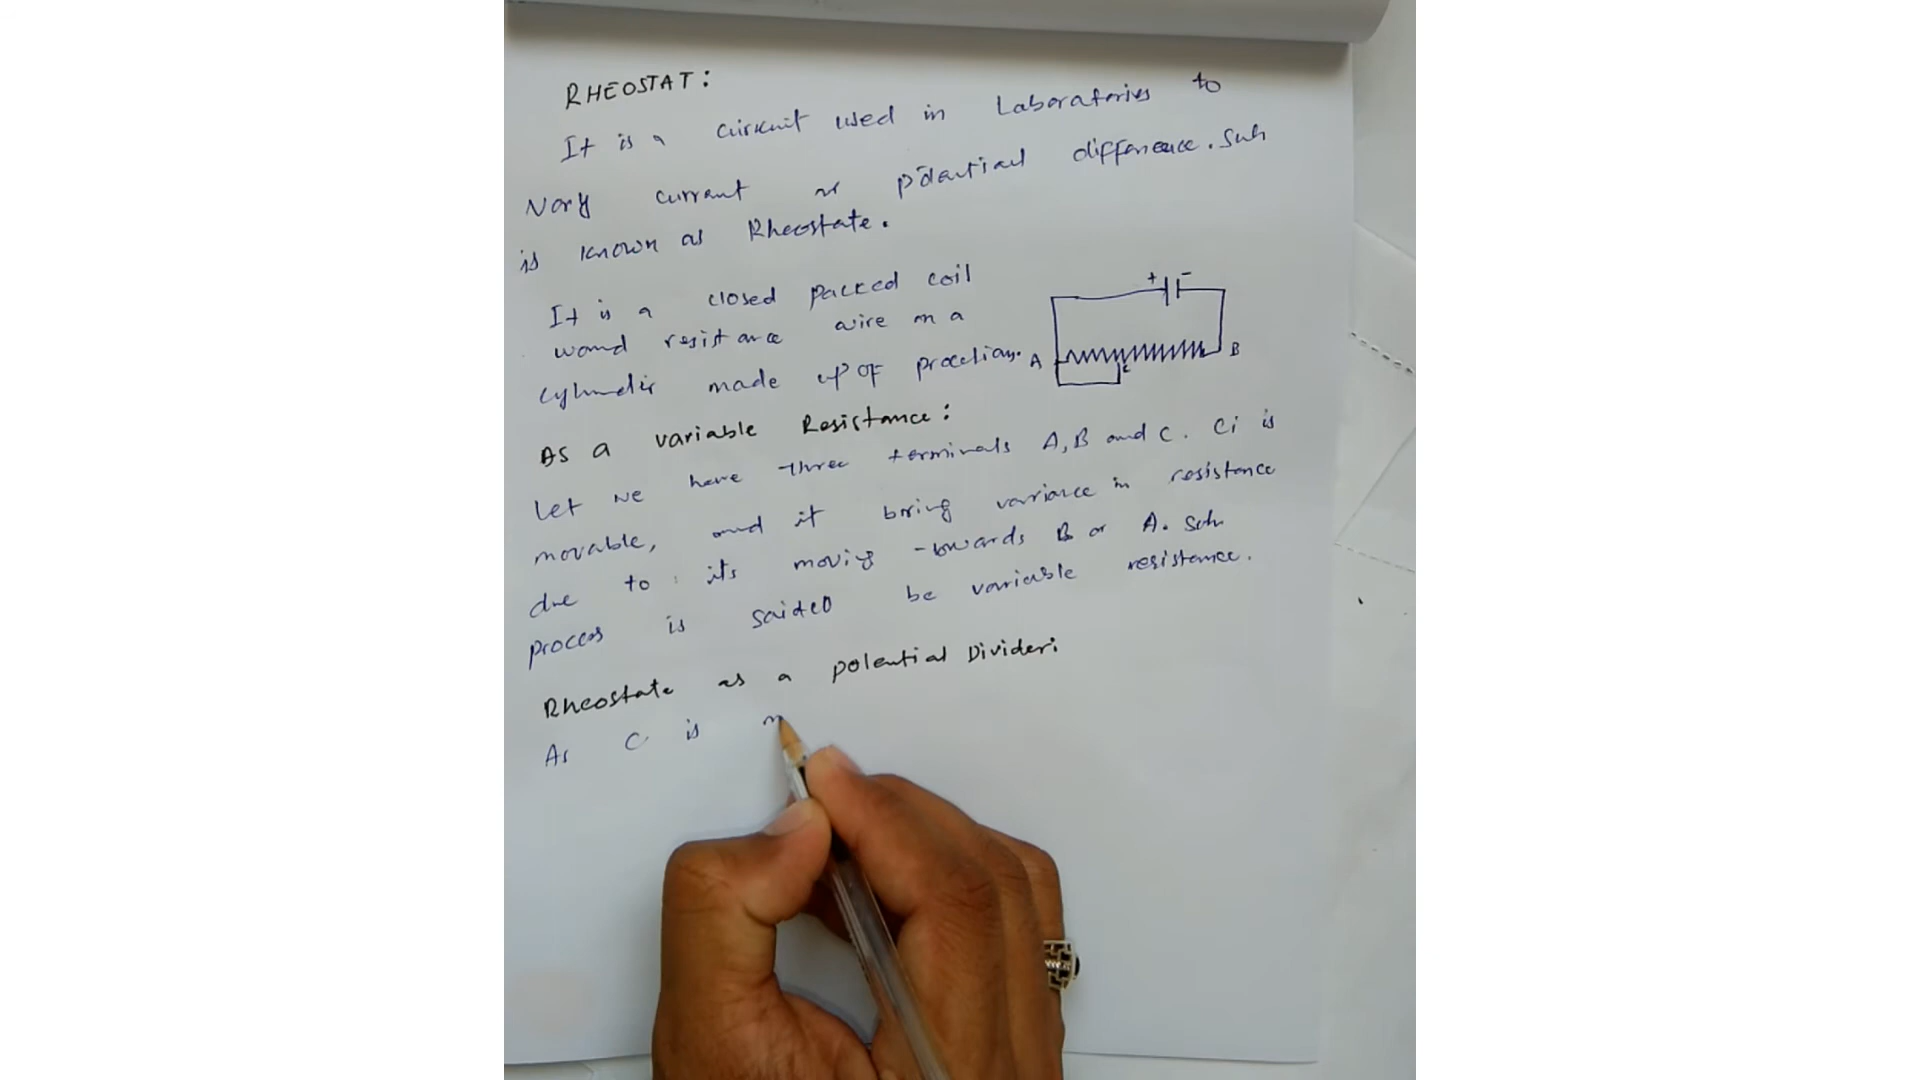 RHEOSTAT:
It is a circuit used in Laboratories to
Vary current or potential difference. Such
is known as Rheostate.
It is a closed packed coil
wound resistance wire on a
cylinder made up of procelian.
+ -
A B
C
As a variable Resistance:
Let we have three terminals A, B and C. C is
movable, and it bring variance in resistance
due to its moving towards B or A. Such
process is said to be variable resistance.
Rheostate as a potential Divider:
As C is m